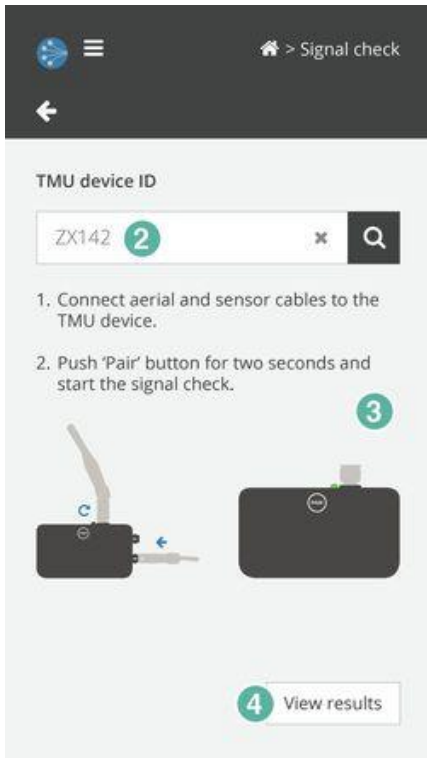 > Signal check
TMU device ID
ZX142 2
1. Connect aerial and sensor cables to the
TMU device.
2. Push ‘Pair’ button for two seconds and
start the signal check.
3
4 View results